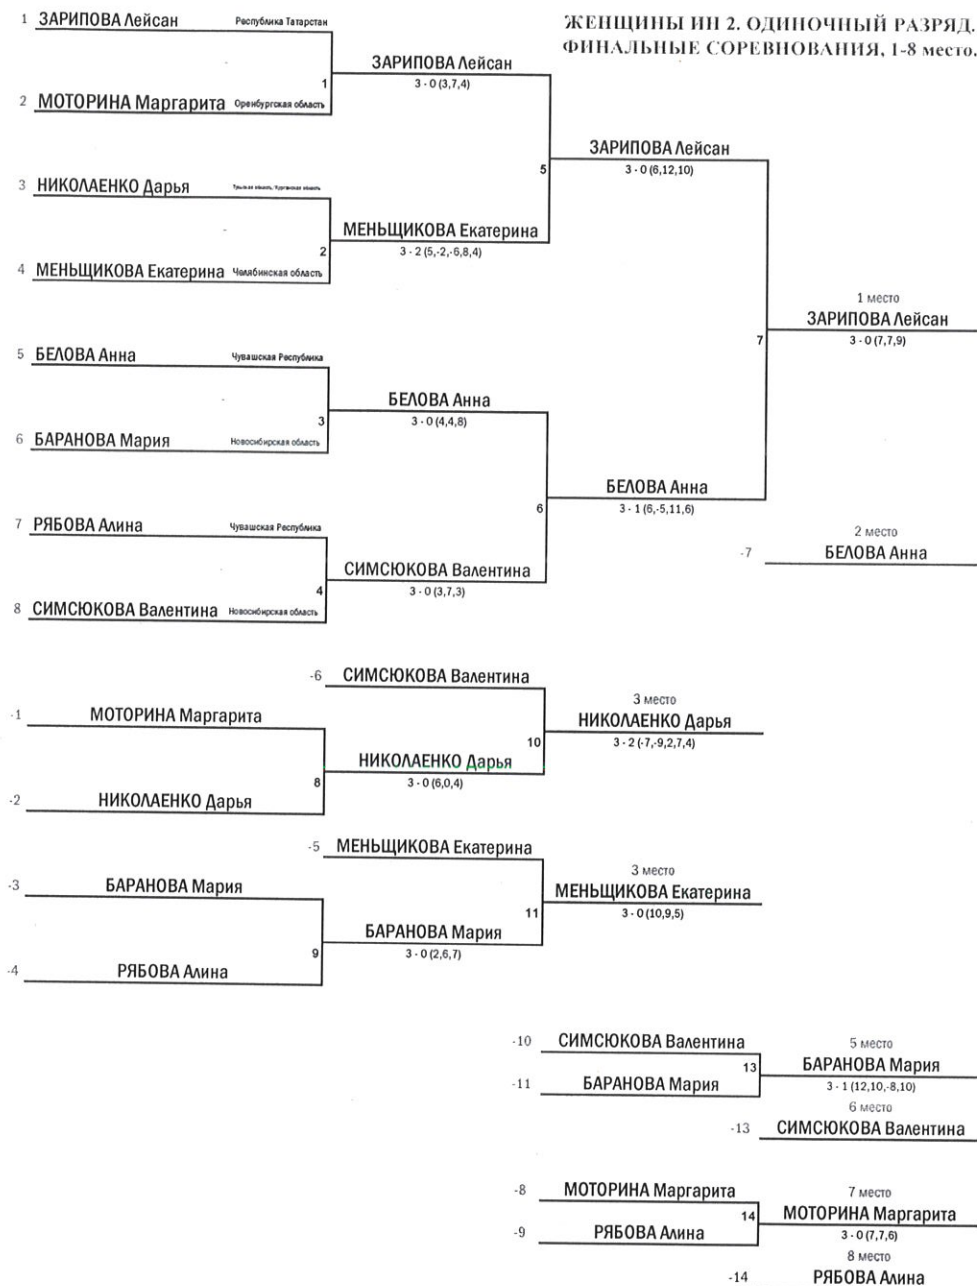 ЖЕНЩИНЫ ИН 2. ОДИНОЧНЫЙ РАЗРЯД.
ФИНАЛЬНЫЕ СОРЕВНОВАНИЯ, 1-8 место.
1 ЗАРИПОВА Лейсан Республика Татарстан
ЗАРИПОВА Лейсан
1
3 - 0 (3,7,4)
2 МОТОРИНА Маргарита Оренбургская область
ЗАРИПОВА Лейсан
5
3 - 0 (6,12,10)
3 НИКОЛАЕНКО Дарья Тульская область, Курганская область
МЕНЬЩИКОВА Екатерина
2
3 - 2 (5,-2,-6,8,4)
4 МЕНЬЩИКОВА Екатерина Челябинская область
1 место
ЗАРИПОВА Лейсан
7
3 - 0 (7,7,9)
5 БЕЛОВА Анна Чувашская Республика
БЕЛОВА Анна
3
3 - 0 (4,4,8)
6 БАРАНОВА Мария Новосибирская область
БЕЛОВА Анна
6
3 - 1 (6,-5,11,6)
7 РЯБОВА Алина Чувашская Республика
2 место
-7 БЕЛОВА Анна
СИМСЮКОВА Валентина
4
3 - 0 (3,7,3)
8 СИМСЮКОВА Валентина Новосибирская область
-6 СИМСЮКОВА Валентина
3 место
-1 МОТОРИНА Маргарита
НИКОЛАЕНКО Дарья
10
3 - 2 (-7,-9,2,7,4)
НИКОЛАЕНКО Дарья
8
3 - 0 (6,0,4)
-2 НИКОЛАЕНКО Дарья
-5 МЕНЬЩИКОВА Екатерина
3 место
-3 БАРАНОВА Мария
МЕНЬЩИКОВА Екатерина
11
3 - 0 (10,9,5)
БАРАНОВА Мария
9
3 - 0 (2,6,7)
-4 РЯБОВА Алина
-10 СИМСЮКОВА Валентина
5 место
13
БАРАНОВА Мария
-11 БАРАНОВА Мария
3 - 1 (12,10,-8,10)
6 место
-13 СИМСЮКОВА Валентина
-8 МОТОРИНА Маргарита
7 место
14
МОТОРИНА Маргарита
-9 РЯБОВА Алина
3 - 0 (7,7,6)
8 место
-14 РЯБОВА Алина